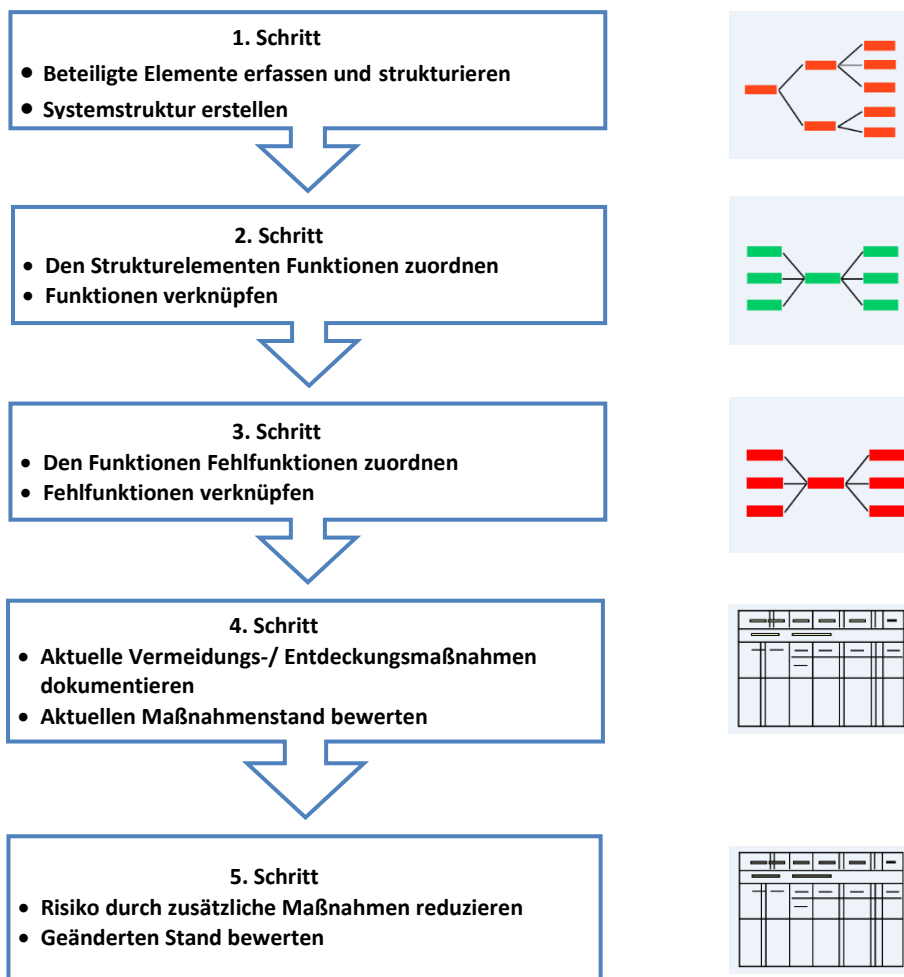 1. Schritt
• Beteiligte Elemente erfassen und strukturieren
• Systemstruktur erstellen
2. Schritt
• Den Strukturelementen Funktionen zuordnen
• Funktionen verknüpfen
3. Schritt
• Den Funktionen Fehlfunktionen zuordnen
• Fehlfunktionen verknüpfen
4. Schritt
• Aktuelle Vermeidungs-/ Entdeckungsmaßnahmen
dokumentieren
• Aktuellen Maßnahmenstand bewerten
5. Schritt
• Risiko durch zusätzliche Maßnahmen reduzieren
• Geänderten Stand bewerten